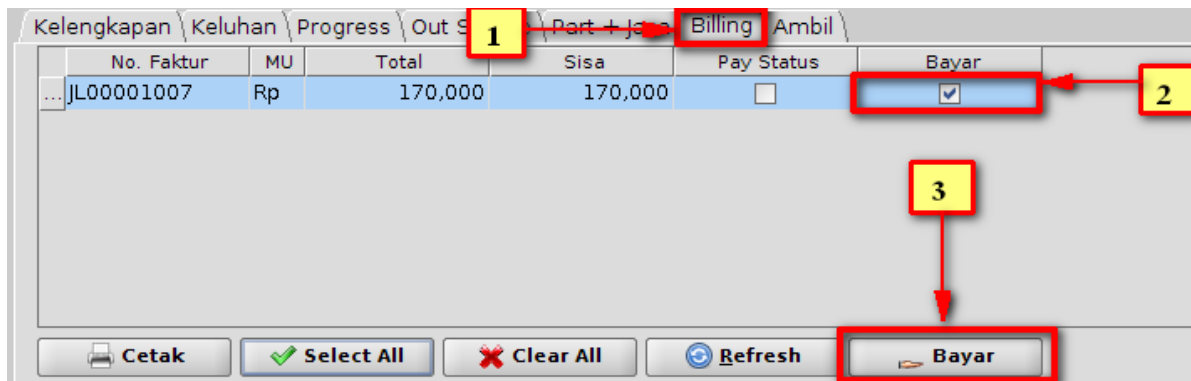 Kelengkapan Keluhan Progress Out 1 Part + Jasa Billing Ambil
No. Faktur MU Total Sisa Pay Status Bayar
... JL00001007 Rp 170,000 170,000
2
3
Cetak Select All Clear All Refresh Bayar